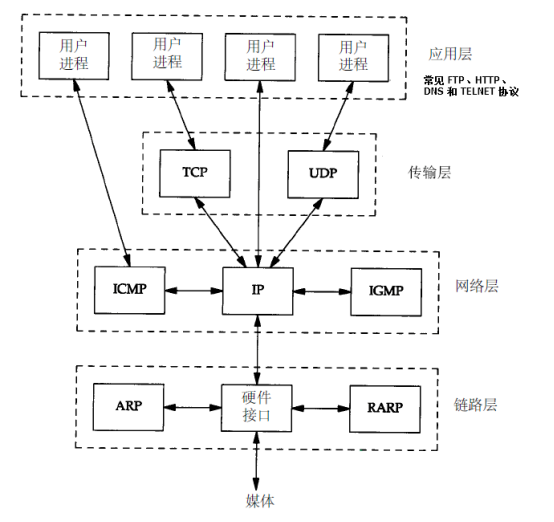 用户
进程
用户
进程
用户
进程
用户
进程
应用层
常见 FTP、HTTP、
DNS 和 TELNET 协议
TCP
UDP
传输层
ICMP
IP
IGMP
网络层
ARP
硬件
接口
RARP
链路层
媒体